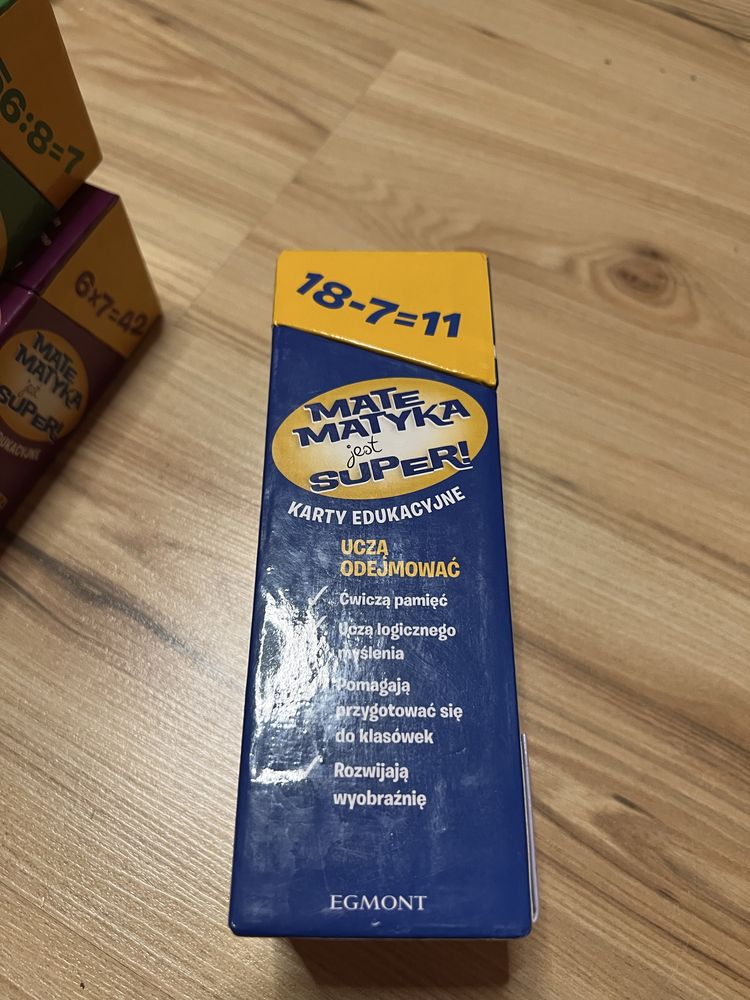 56:8=7
6x7=42
MATE
MATYKA
jest
SUPER!
EDUKACYJNE
18-7=11
MATE
MATYKA
jest
SUPER!
KARTY EDUKACYJNE
UCZĄ
ODEJMOWAĆ
Ćwiczą pamięć
Uczą logicznego
myślenia
Pomagają
przygotować się
do klasówek
Rozwijają
wyobraźnię
EGMONT